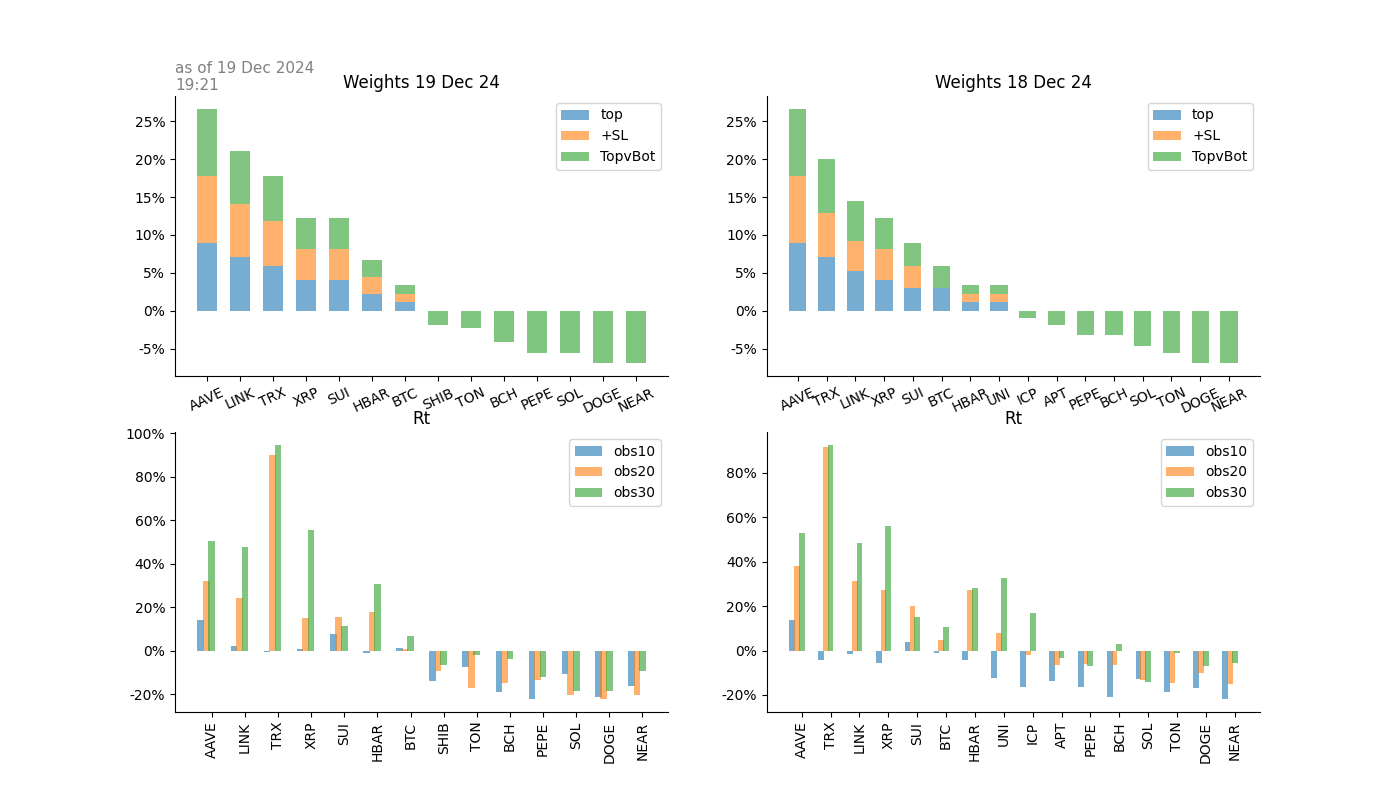 as of 19 Dec 2024
19:21
Weights 19 Dec 24
25%
20%
15%
10%
5%
0%
-5%
top
+SL
TopvBot
AAVE LINK TRX XRP SUI HBAR BTC SHIB TON BCH PEPE SOL DOGE NEAR
Weights 18 Dec 24
25%
20%
15%
10%
5%
0%
-5%
top
+SL
TopvBot
AAVE TRX LINK XRP SUI BTC HBAR UNI ICP APT PEPE BCH SOL TON DOGE NEAR
Rt
100%
80%
60%
40%
20%
0%
-20%
obs10
obs20
obs30
AAVE LINK TRX XRP SUI HBAR BTC SHIB TON BCH PEPE SOL DOGE NEAR
Rt
80%
60%
40%
20%
0%
-20%
obs10
obs20
obs30
AAVE TRX LINK XRP SUI BTC HBAR UNI ICP APT PEPE BCH SOL TON DOGE NEAR